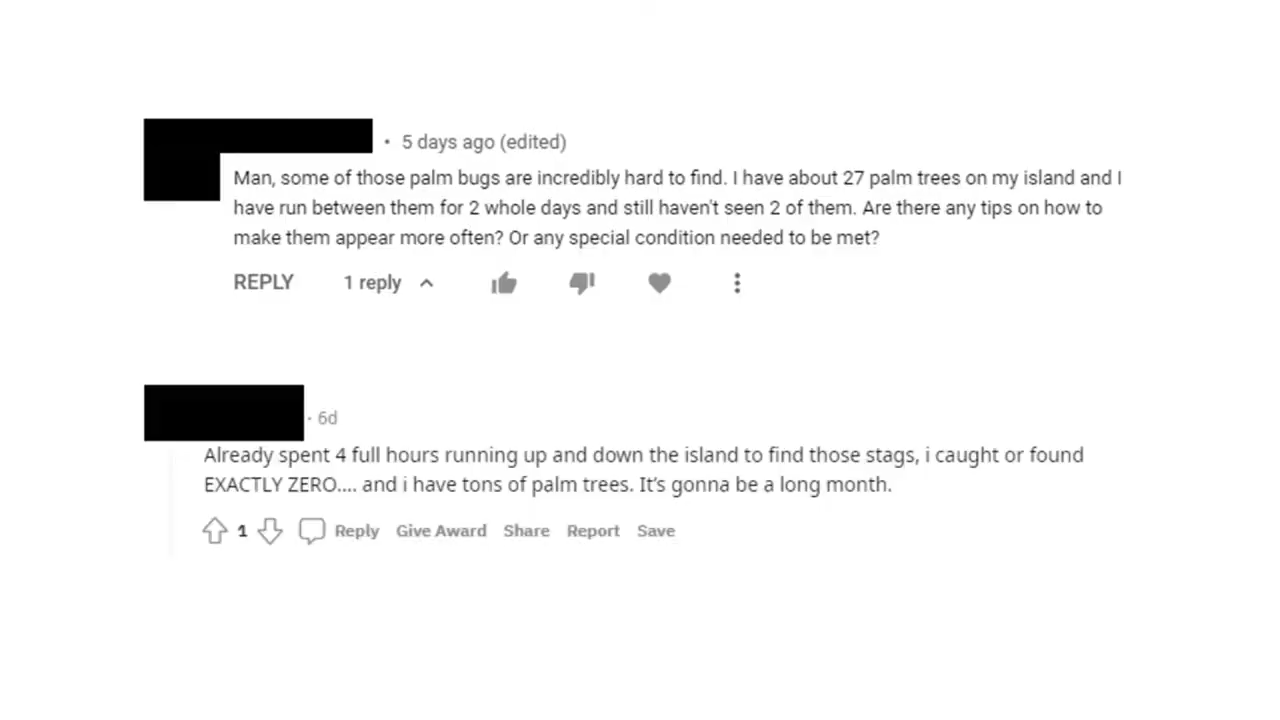 • 5 days ago (edited)
Man, some of those palm bugs are incredibly hard to find. I have about 27 palm trees on my island and I
have run between them for 2 whole days and still haven't seen 2 of them. Are there any tips on how to
make them appear more often? Or any special condition needed to be met?
REPLY 1 reply
· 6d
Already spent 4 full hours running up and down the island to find those stags, i caught or found
EXACTLY ZERO.... and i have tons of palm trees. It's gonna be a long month.
1 Reply Give Award Share Report Save